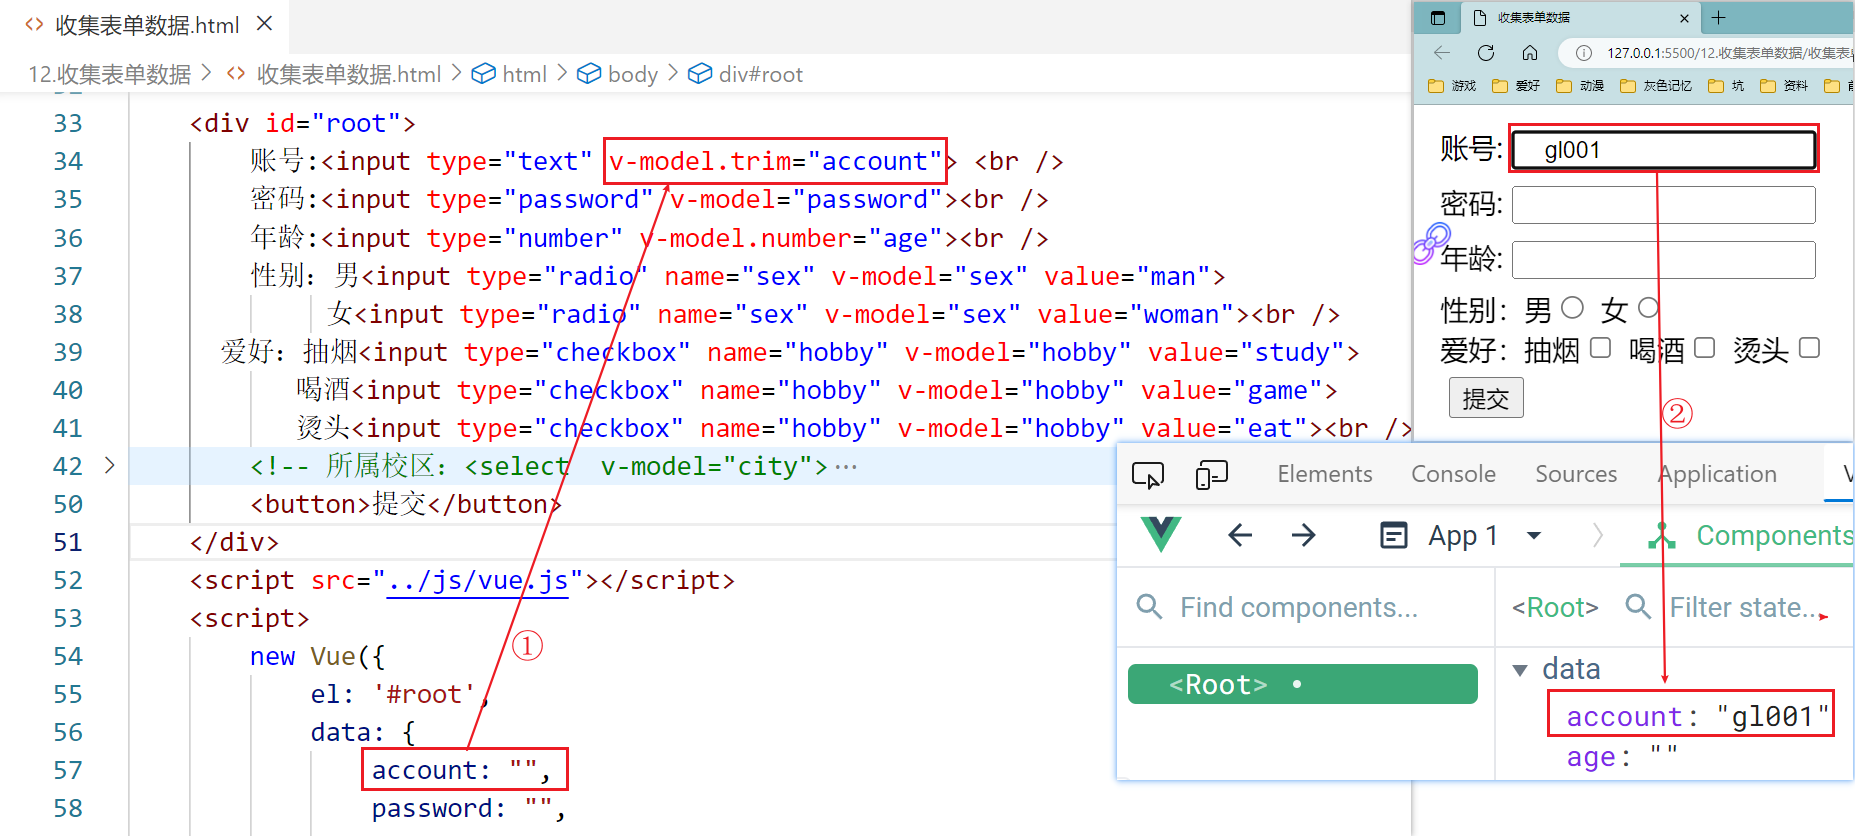 收集表单数据.html
12.收集表单数据 > 收集表单数据.html > html > body > div#root
33 <div id="root">
34 账号:<input type="text" v-model.trim="account"> <br />
35 密码:<input type="password" v-model="password"><br />
36 年龄:<input type="number" v-model.number="age"><br />
37 性别：男<input type="radio" name="sex" v-model="sex" value="man">
38 女<input type="radio" name="sex" v-model="sex" value="woman"><br />
39 爱好：抽烟<input type="checkbox" name="hobby" v-model="hobby" value="study">
40 喝酒<input type="checkbox" name="hobby" v-model="hobby" value="game">
41 烫头<input type="checkbox" name="hobby" v-model="hobby" value="eat"><br />
42 <!-- 所属校区：<select  v-model="city">…
50 <button>提交</button>
51 </div>
52 <script src="../js/vue.js"></script>
53 <script>
54 new Vue({
55 el: '#root',
56 data: {
57 account: "",
58 password: "",
①
收集表单数据
127.0.0.1:5500/12.收集表单数据/收集表
游戏 爱好 动漫 灰色记忆 坑 资料
账号: gl001
密码:
年龄:
性别：男 女
爱好：抽烟 喝酒 烫头
提交
②
Elements Console Sources Application
App 1 Components
Find components...
<Root> Filter state...
<Root>
data
account: "gl001"
age: ""